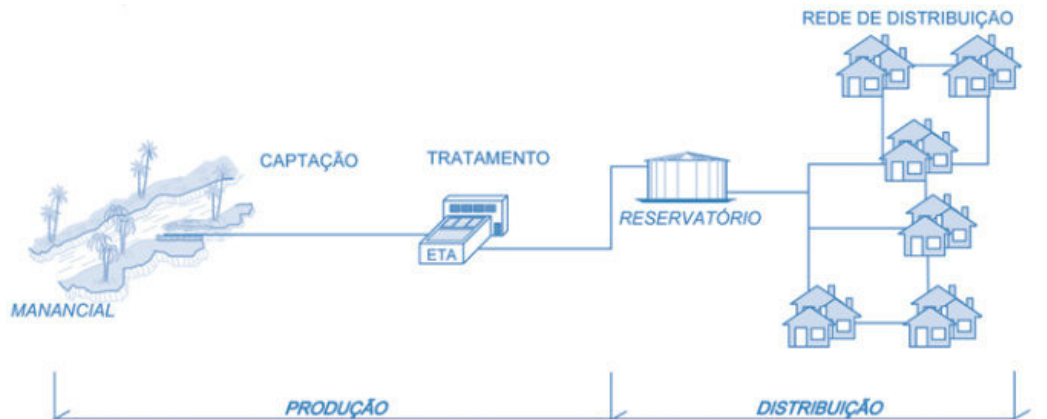 REDE DE DISTRIBUIÇÃO
CAPTAÇÃO
TRATAMENTO
RESERVATÓRIO
ETA
MANANCIAL
PRODUÇÃO
DISTRIBUIÇÃO